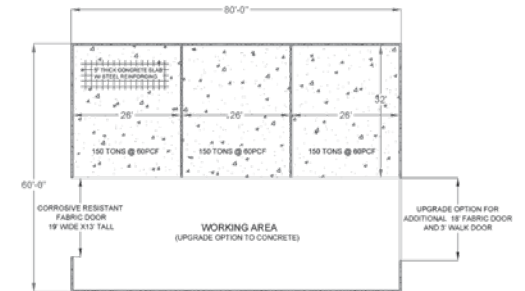 80'-0"
5" THICK CONCRETE SLAB
W/ STEEL REINFORCING
32'
26'
26'
26'
150 TONS @ 60PCF
150 TONS @ 60PCF
150 TONS @ 60PCF
60'-0"
CORROSIVE RESISTANT
FABRIC DOOR
19' WIDE X13' TALL
WORKING AREA
(UPGRADE OPTION TO CONCRETE)
UPGRADE OPTION FOR
ADDITIONAL 18' FABRIC DOOR
AND 3' WALK DOOR